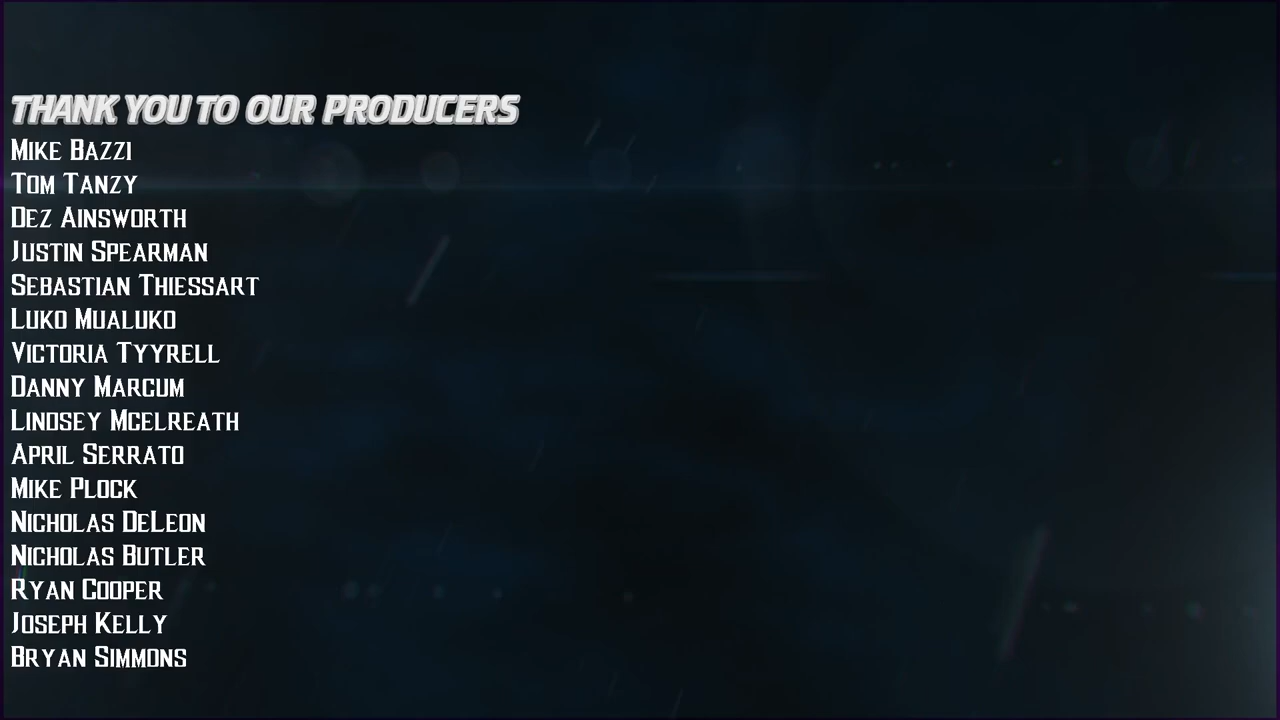 THANK YOU TO OUR PRODUCERS
MIKE BAZZI
TOM TANZY
DEZ AINSWORTH
JUSTIN SPEARMAN
SEBASTIAN THIESSART
LUKO MUALUKO
VICTORIA TYYRELL
DANNY MARCUM
LINDSEY MCELREATH
APRIL SERRATO
MIKE PLOCK
NICHOLAS DELEON
NICHOLAS BUTLER
RYAN COOPER
JOSEPH KELLY
BRYAN SIMMONS